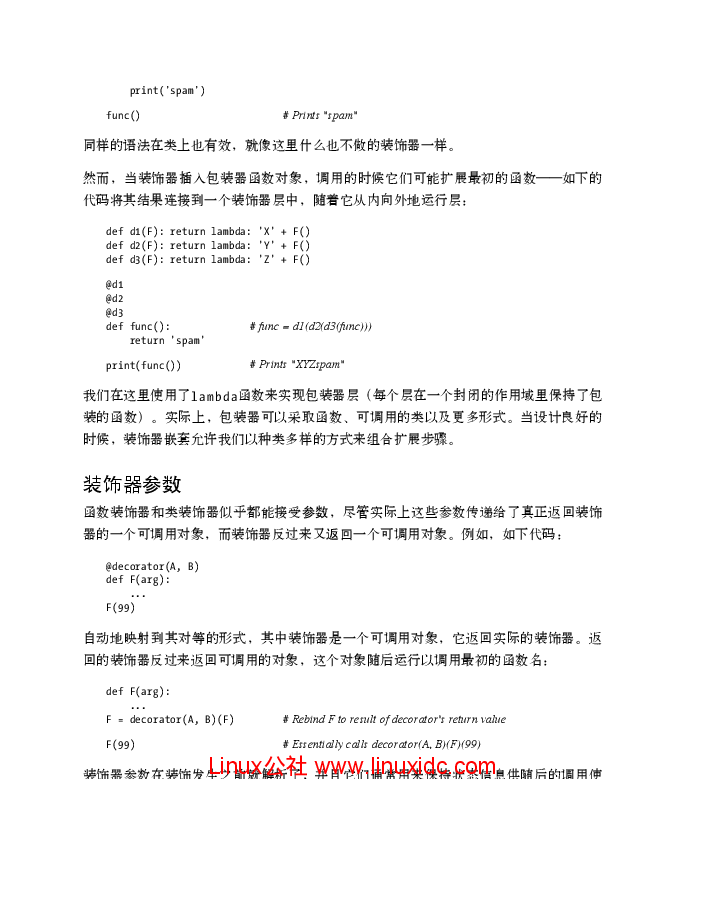 print('spam')
func() # Prints "spam"
同样的语法在类上也有效，就像这里什么也不做的装饰器一样。
然而，当装饰器插入包装器函数对象，调用的时候它们可能扩展最初的函数——如下的
代码将其结果连接到一个装饰器层中，随着它从内向外地运行层：
def d1(F): return lambda: 'X' + F()
def d2(F): return lambda: 'Y' + F()
def d3(F): return lambda: 'Z' + F()
@d1
@d2
@d3
def func(): # func = d1(d2(d3(func)))
return 'spam'
print(func()) # Prints "XYZspam"
我们在这里使用了lambda函数来实现包装器层（每个层在一个封闭的作用域里保持了包
装的函数）。实际上，包装器可以采取函数、可调用的类以及更多形式。当设计良好的
时候，装饰器嵌套允许我们以种类多样的方式来组合扩展步骤。
装饰器参数
函数装饰器和类装饰器似乎都能接受参数，尽管实际上这些参数传递给了真正返回装饰
器的一个可调用对象，而装饰器反过来又返回一个可调用对象。例如，如下代码：
@decorator(A, B)
def F(arg):
...
F(99)
自动地映射到其对等的形式，其中装饰器是一个可调用对象，它返回实际的装饰器。返
回的装饰器反过来返回可调用的对象，这个对象随后运行以调用最初的函数名：
def F(arg):
...
F = decorator(A, B)(F) # Rebind F to result of decorator's return value
F(99) # Essentially calls decorator(A, B)(F)(99)
Linux公社 www.linuxidc.com
装饰器参数在装饰发生之前就解析了，并且它们通常用来保持状态信息供随后的调用使